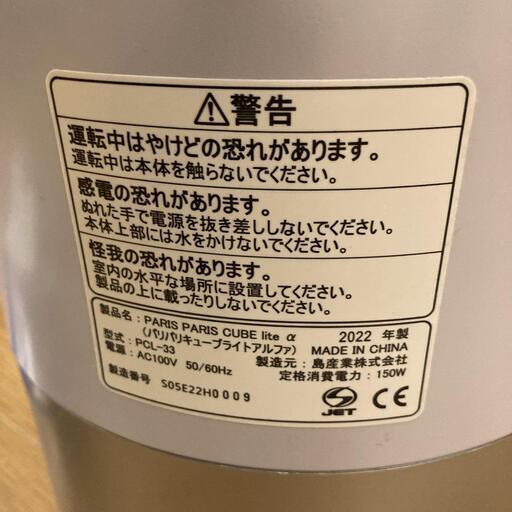 ⚠警告
運転中はやけどの恐れがあります。
運転中は本体を触らないでください。
感電の恐れがあります。
ぬれた手で電源を抜き差ししないでください。
本体上部には水をかけないでください。
怪我の恐れがあります。
室内の水平な場所に設置してください。
製品の上に載ったりしないでください。
製品名：PARIS PARIS CUBE lite α
(パリパリキューブライトアルファ)
型式：PCL-33
電源：AC100V 50/60Hz
製造番号 S05E22H0009
2022 年製
MADE IN CHINA
製造元：島産業株式会社
定格消費電力：150W
JET CE